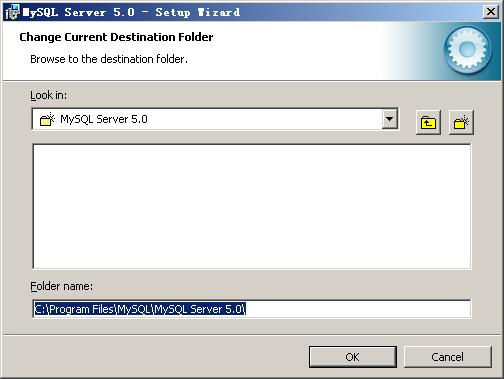 MySQL Server 5.0 - Setup Wizard
Change Current Destination Folder
Browse to the destination folder.
Look in:
MySQL Server 5.0
Folder name:
C:\Program Files\MySQL\MySQL Server 5.0\
OK Cancel